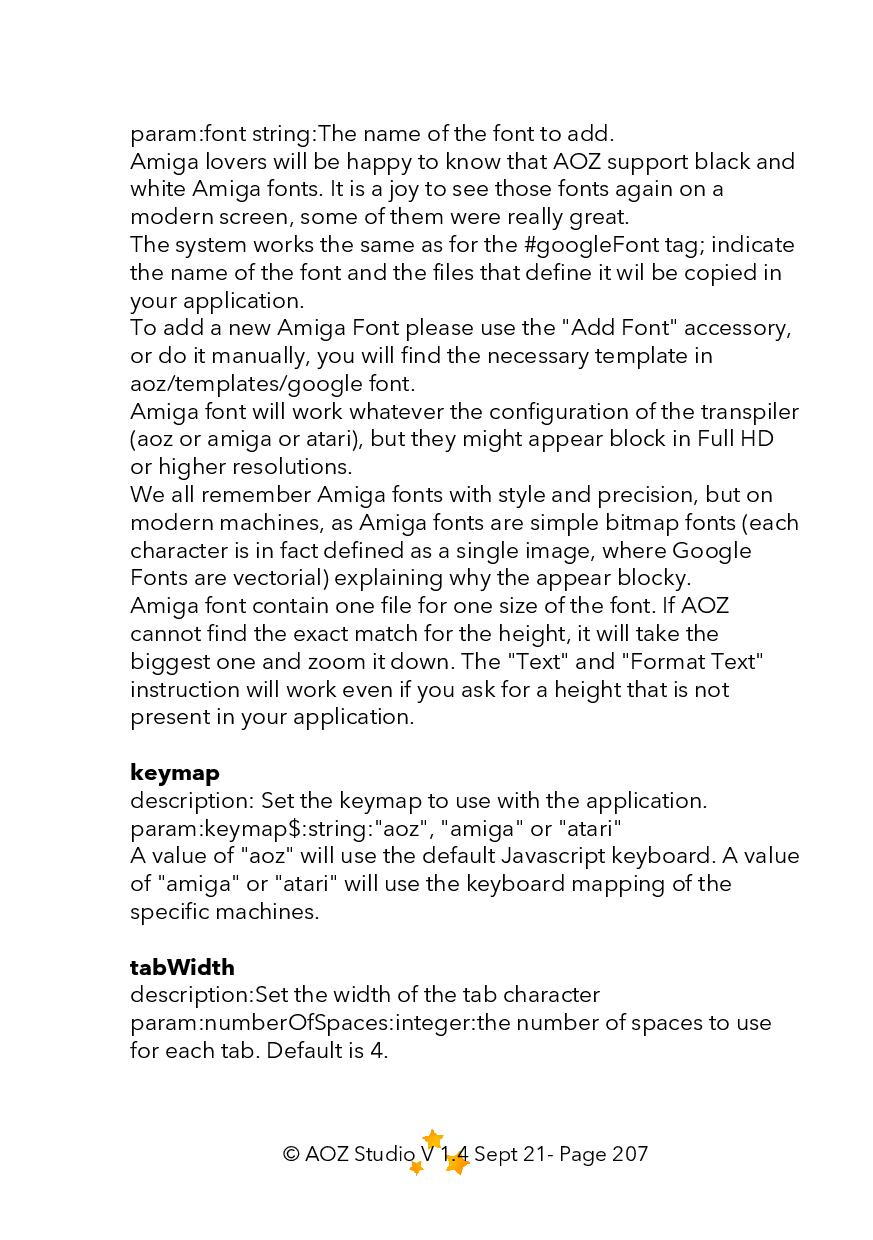 param:font string:The name of the font to add.
Amiga lovers will be happy to know that AOZ support black and
white Amiga fonts. It is a joy to see those fonts again on a
modern screen, some of them were really great.
The system works the same as for the #googleFont tag; indicate
the name of the font and the files that define it wil be copied in
your application.
To add a new Amiga Font please use the "Add Font" accessory,
or do it manually, you will find the necessary template in
aoz/templates/google font.
Amiga font will work whatever the configuration of the transpiler
(aoz or amiga or atari), but they might appear block in Full HD
or higher resolutions.
We all remember Amiga fonts with style and precision, but on
modern machines, as Amiga fonts are simple bitmap fonts (each
character is in fact defined as a single image, where Google
Fonts are vectorial) explaining why the appear blocky.
Amiga font contain one file for one size of the font. If AOZ
cannot find the exact match for the height, it will take the
biggest one and zoom it down. The "Text" and "Format Text"
instruction will work even if you ask for a height that is not
present in your application.
keymap
description: Set the keymap to use with the application.
param:keymap$:string:"aoz", "amiga" or "atari"
A value of "aoz" will use the default Javascript keyboard. A value
of "amiga" or "atari" will use the keyboard mapping of the
specific machines.
tabWidth
description:Set the width of the tab character
param:numberOfSpaces:integer:the number of spaces to use
for each tab. Default is 4.
© AOZ Studio V 1.4 Sept 21- Page 207